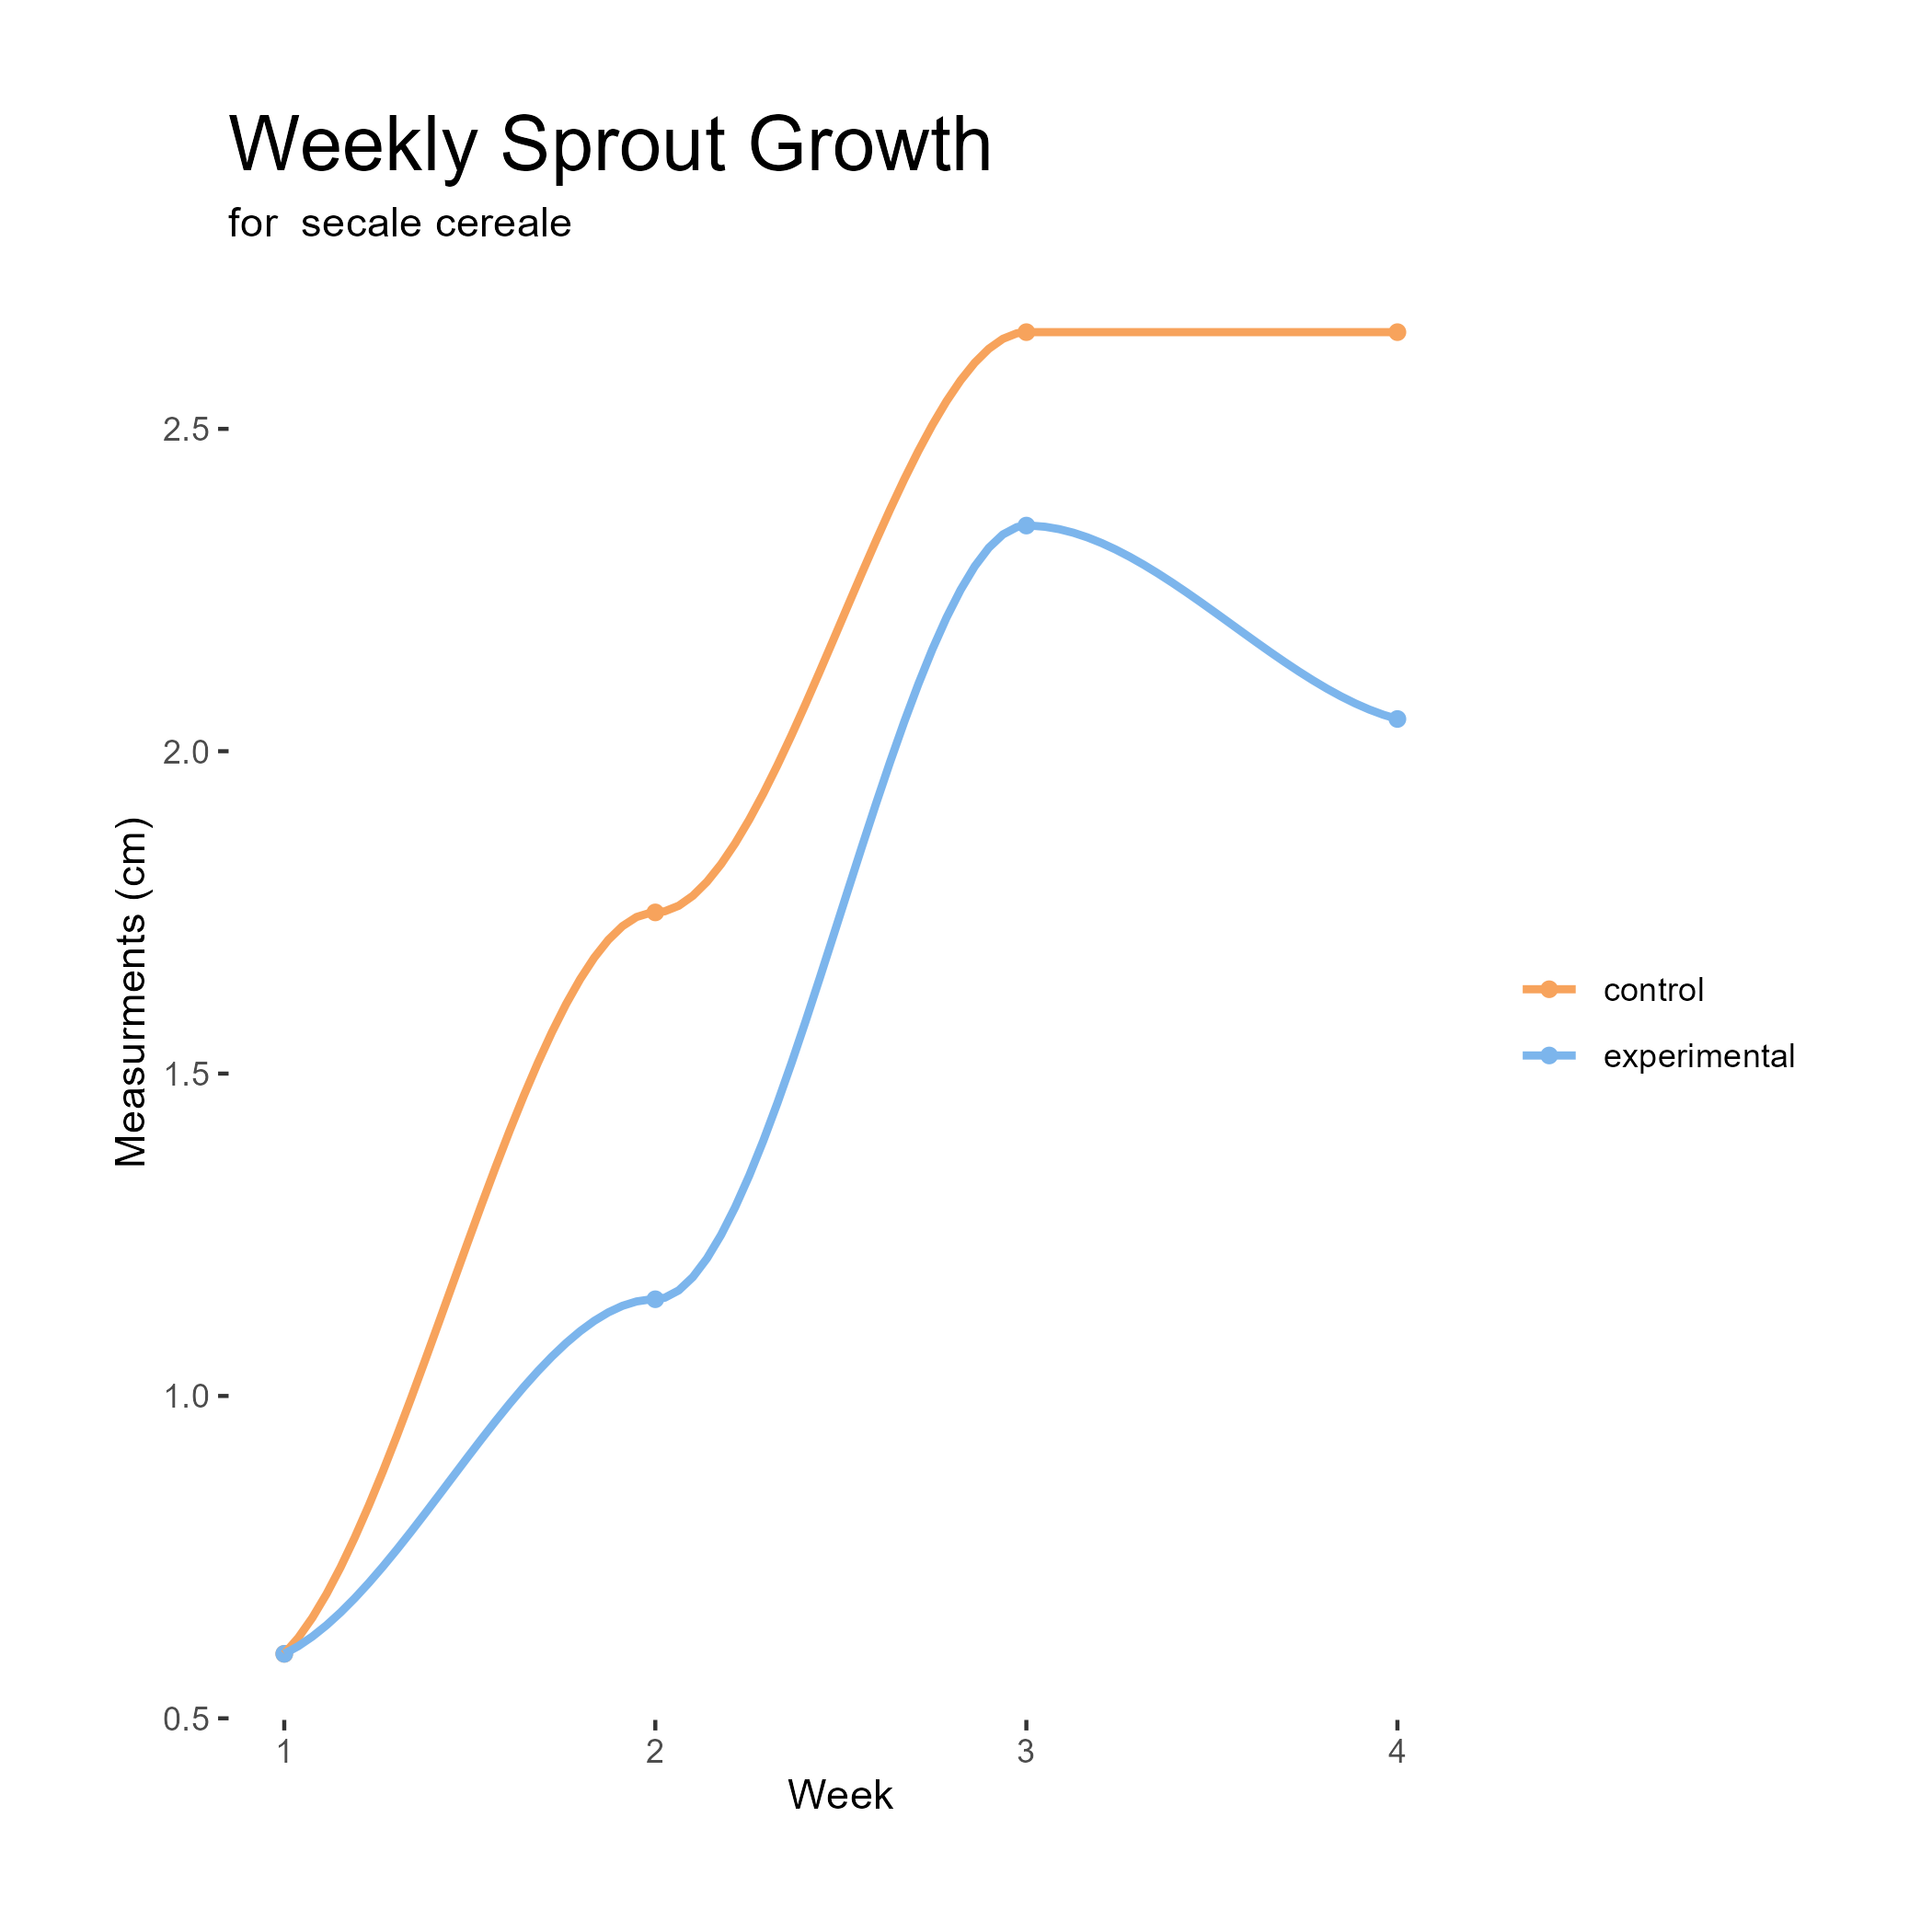 Weekly Sprout Growth
for  secale cereale
2.5
2.0
1.5
1.0
0.5
Measurments (cm)
1 2 3 4
Week
control
experimental